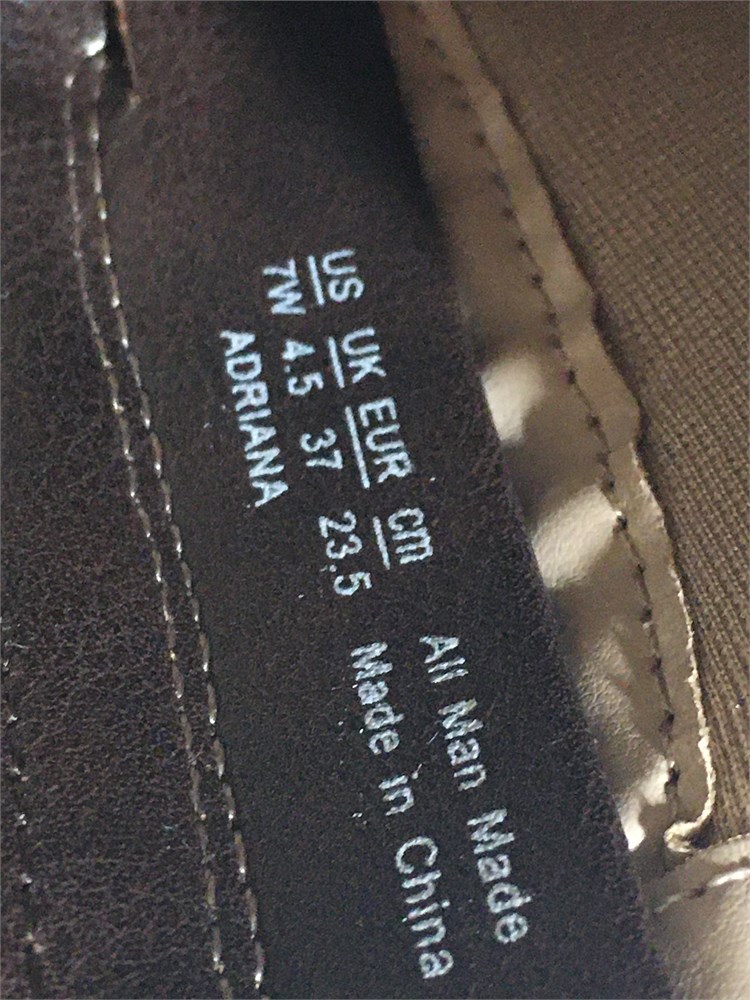 US UK EUR cm
7W 4.5 37 23.5
ADRIANA
All Man Made
Made in China